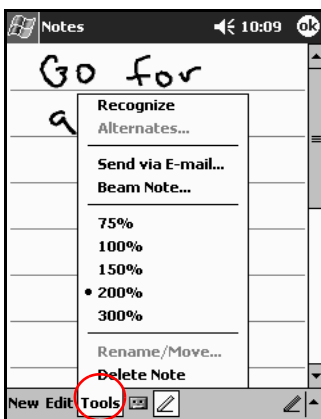 Notes 10:09 ok
Go for
a
Recognize
Alternates...
Send via E-mail...
Beam Note...
75%
100%
150%
• 200%
300%
Rename/Move...
Delete Note
New Edit Tools